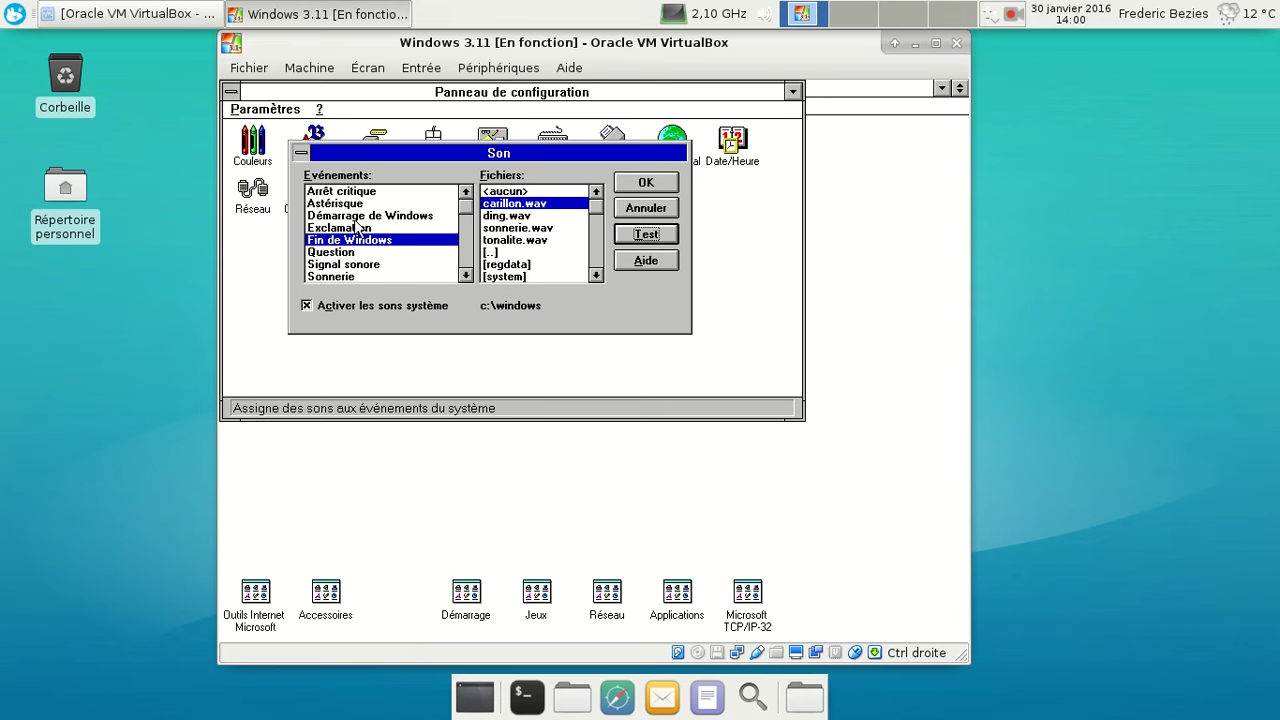 [Oracle VM VirtualBox - ...
Windows 3.11 [En fonctio...
2,10 GHz
30 janvier 2016
14:00
Frederic Bezies
12 °C
Windows 3.11 [En fonction] - Oracle VM VirtualBox
Fichier Machine Écran Entrée Périphériques Aide
Corbeille
Répertoire
personnel
Panneau de configuration
Paramètres ?
Couleurs
Date/Heure
Réseau
Son
Evénements:
Arrêt critique
Astérisque
Démarrage de Windows
Exclamation
Fin de Windows
Question
Signal sonore
Sonnerie
Fichiers:
<aucun>
carillon.wav
ding.wav
sonnerie.wav
tonalite.wav
[..]
[regdata]
[system]
OK
Annuler
Test
Aide
Activer les sons système
c:\windows
Assigne des sons aux événements du système
Outils Internet
Microsoft
Accessoires
Démarrage
Jeux
Réseau
Applications
Microsoft
TCP/IP-32
Ctrl droite